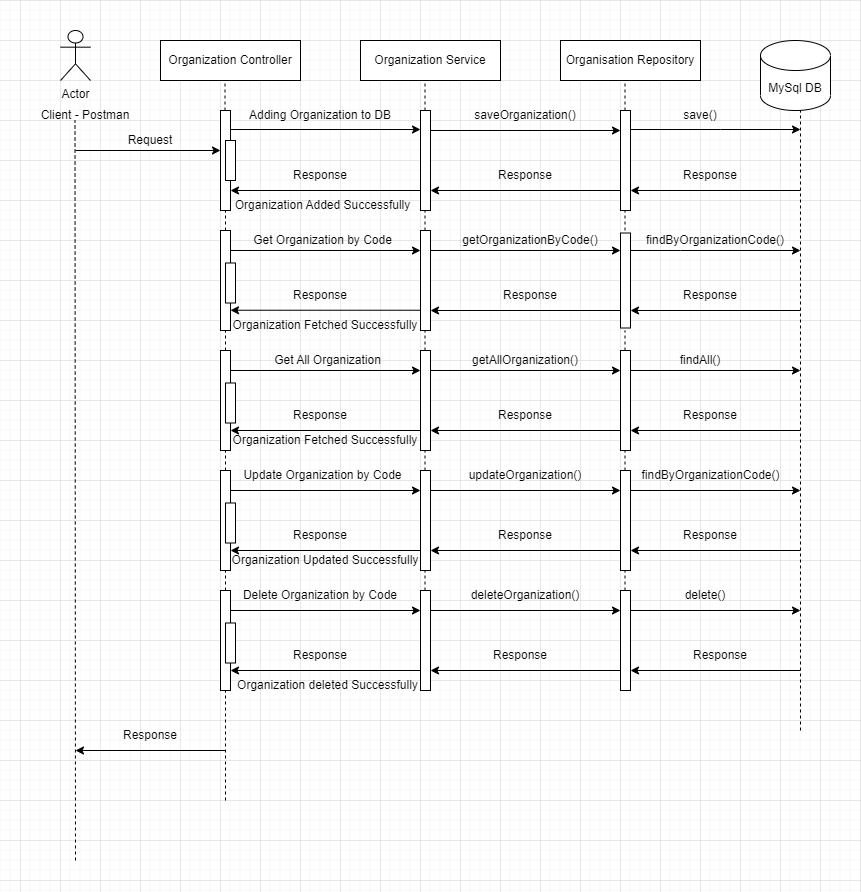 Organization Controller
Organization Service
Organisation Repository
MySql DB
Actor
Client - Postman
Adding Organization to DB
saveOrganization()
save()
Request
Response
Response
Response
Organization Added Successfully
Get Organization by Code
getOrganizationByCode()
findByOrganizationCode()
Response
Response
Response
Organization Fetched Successfully
Get All Organization
getAllOrganization()
findAll()
Response
Response
Response
Organization Fetched Successfully
Update Organization by Code
updateOrganization()
findByOrganizationCode()
Response
Response
Response
Organization Updated Successfully
Delete Organization by Code
deleteOrganization()
delete()
Response
Response
Response
Organization deleted Successfully
Response